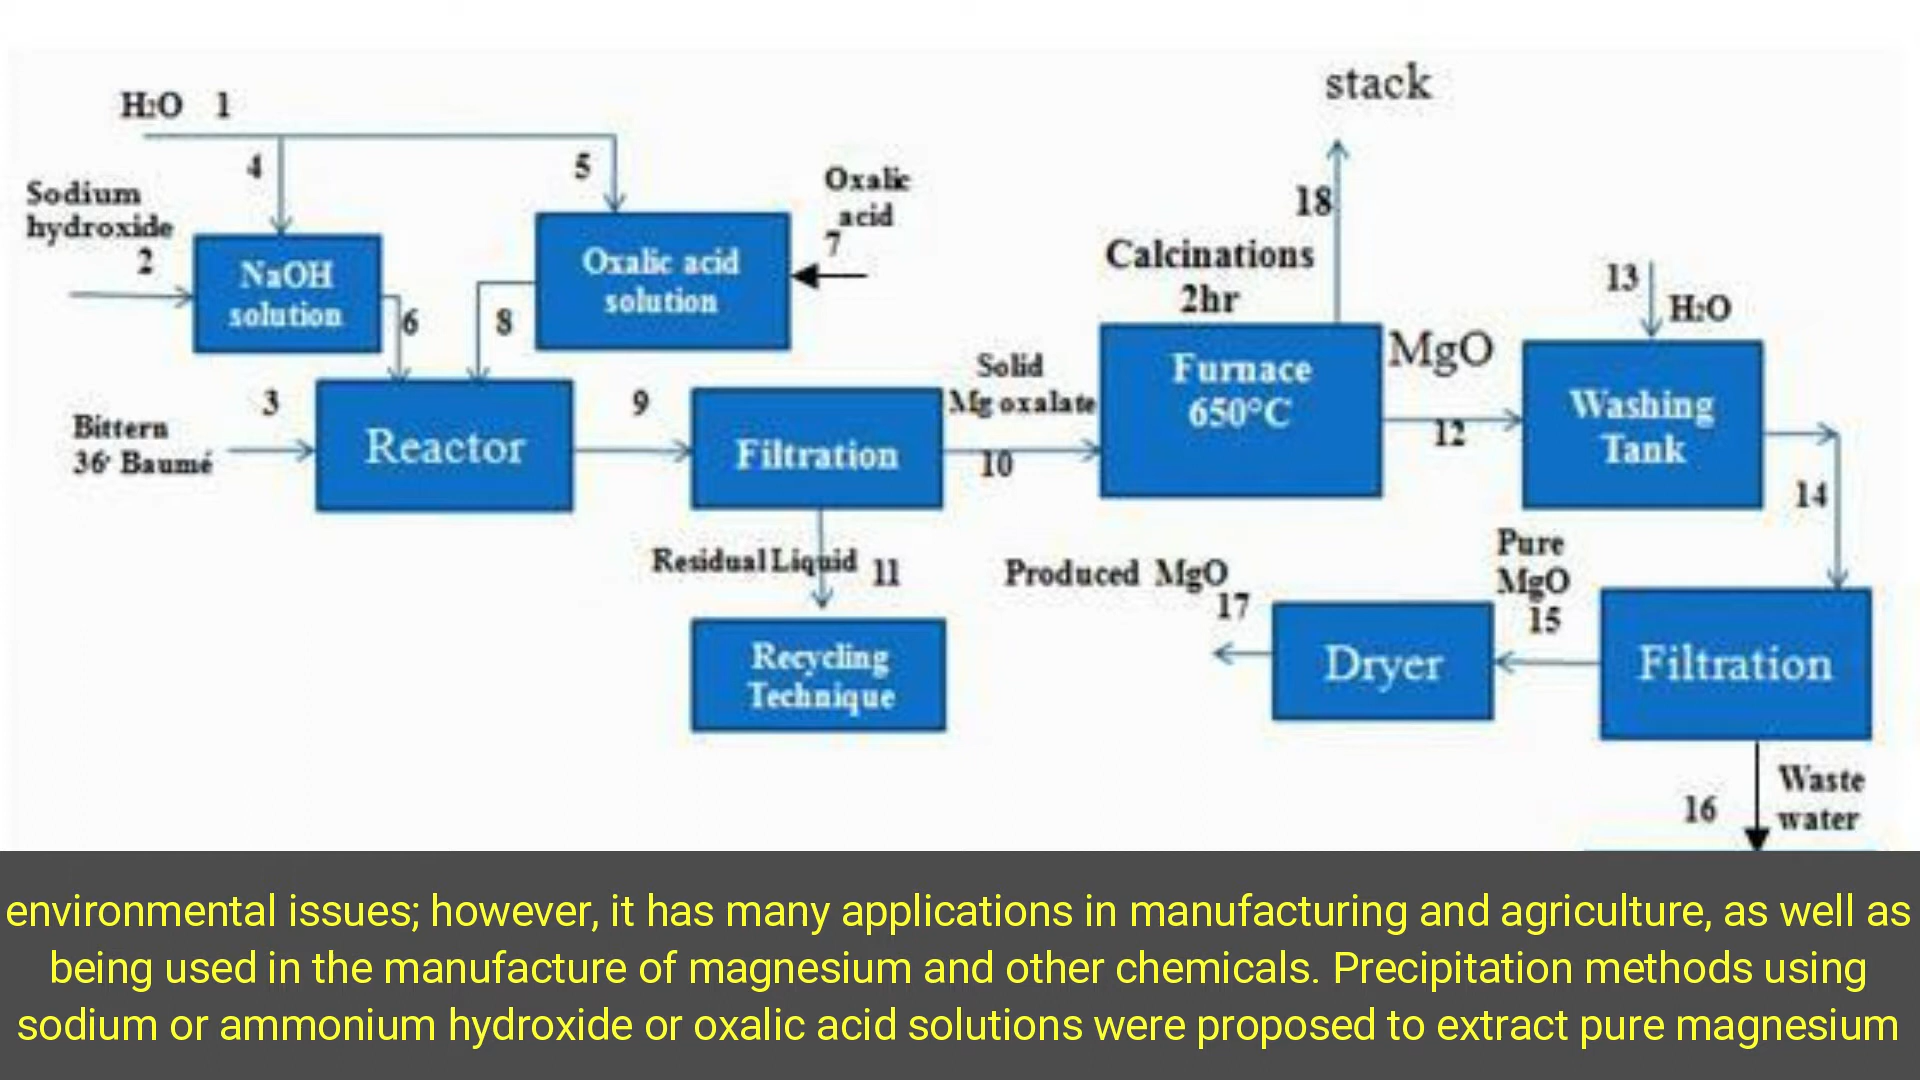 stack
H2O 1
4
5
Sodium
hydroxide
2
Oxalic
acid
7
18
Calcinations
2hr
13
H2O
NaOH
solution
Oxalic acid
solution
6
8
Solid
Mg oxalate
Furnace
650°C
MgO
Washing
Tank
3
9
Bittern
36° Baumé
Reactor
Filtration
10
12
14
Residual Liquid 11
Produced MgO
17
Pure
MgO
15
Recycling
Technique
Dryer
Filtration
16
Waste
water
environmental issues; however, it has many applications in manufacturing and agriculture, as well as
being used in the manufacture of magnesium and other chemicals. Precipitation methods using
sodium or ammonium hydroxide or oxalic acid solutions were proposed to extract pure magnesium